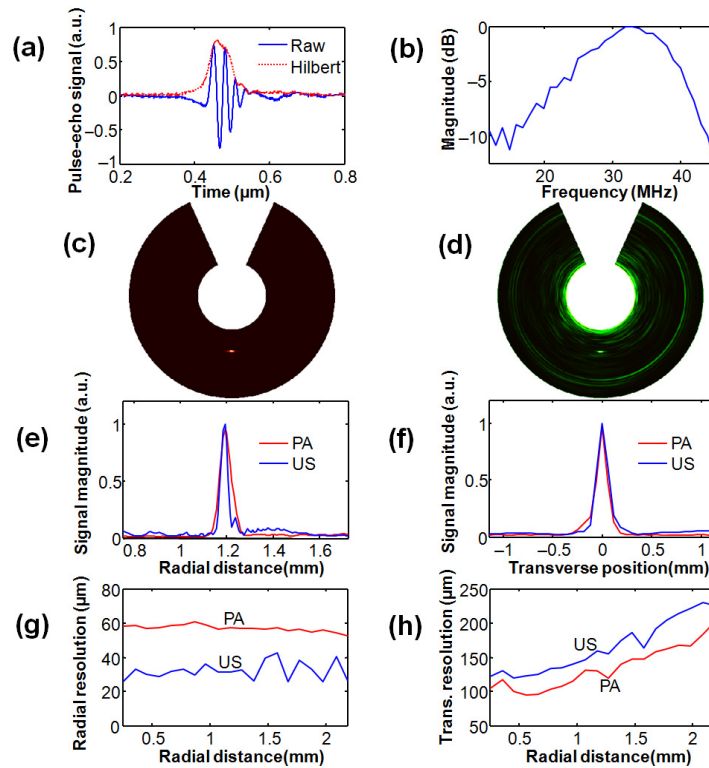 (a)
Pulse-echo signal (a.u.)
1
0.5
0
−0.5
−1
Raw
Hilbert
0.2
0.4
0.6
0.8
Time (µm)
(b)
Magnitude (dB)
0
−5
−10
20
30
40
Frequency (MHz)
(c)
(d)
(e)
Signal magnitude (a.u.)
1
0.5
0
PA
US
0.8
1
1.2
1.4
1.6
Radial distance(mm)
(f)
Signal magnitude (a.u.)
1
0.5
0
PA
US
−1
−0.5
0
0.5
1
Transverse position(mm)
(g)
Radial resolution (µm)
80
60
40
20
0
PA
US
0.5
1
1.5
2
Radial distance(mm)
(h)
Trans. resolution (µm)
250
200
150
100
50
US
PA
0.5
1
1.5
2
Radial distance(mm)